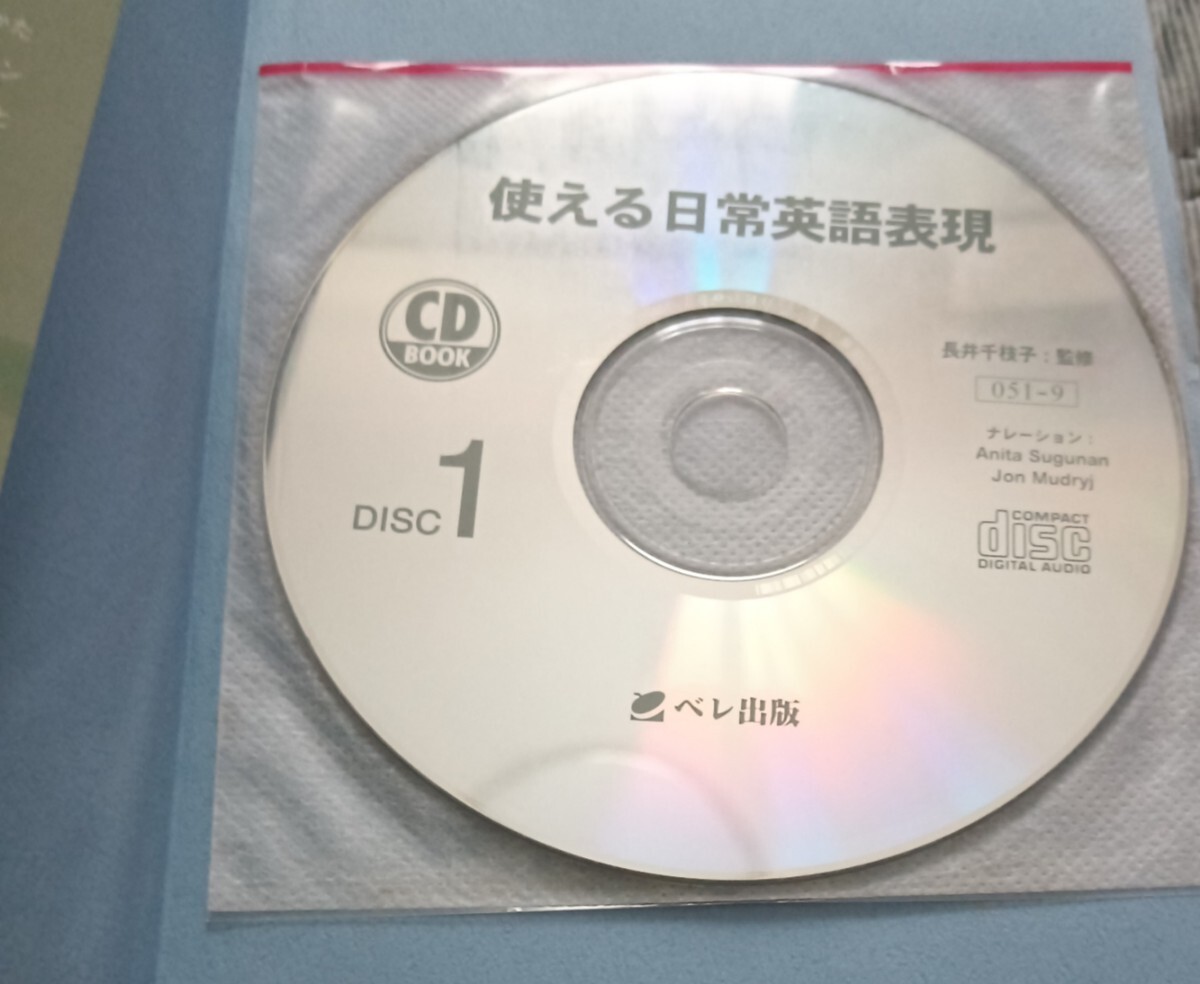 使える日常英語表現
CD
BOOK
DISC 1
長井千枝子：監修
051-9
ナレーション：
Anita Sugunan
Jon Mudryj
COMPACT
disc
DIGITAL AUDIO
ベレ出版